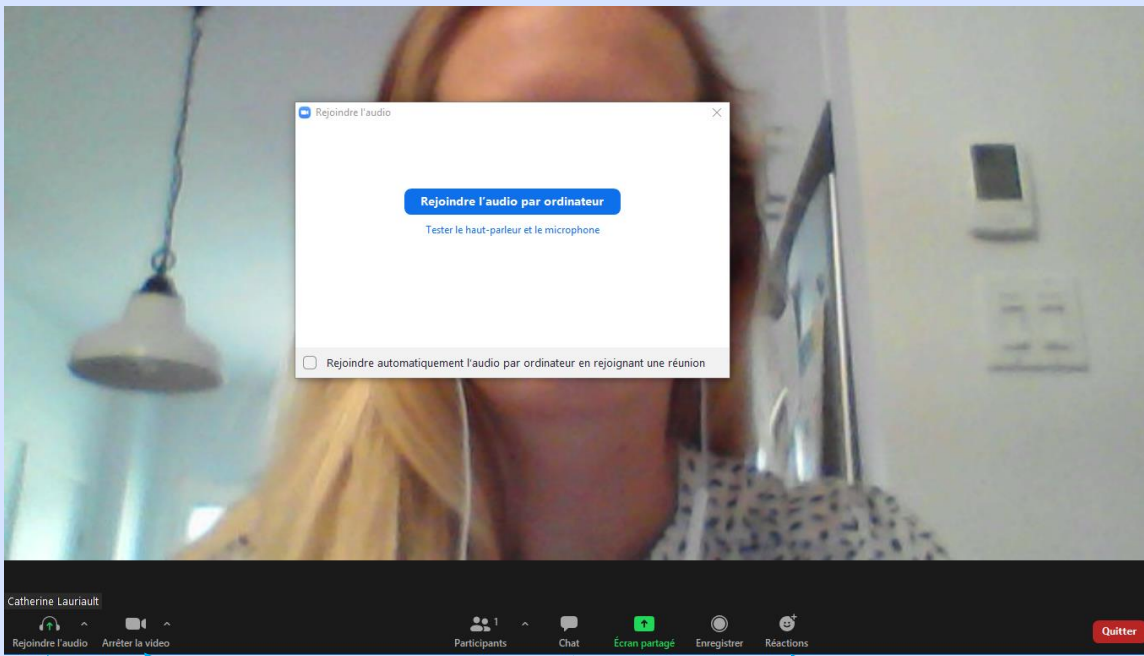 Rejoindre l'audio
Rejoindre l'audio par ordinateur
Tester le haut-parleur et le microphone
Rejoindre automatiquement l'audio par ordinateur en rejoignant une réunion
Catherine Lauriault
Rejoindre l'audio
Arrêter la video
1
Participants
Chat
Écran partagé
Enregistrer
Réactions
Quitter